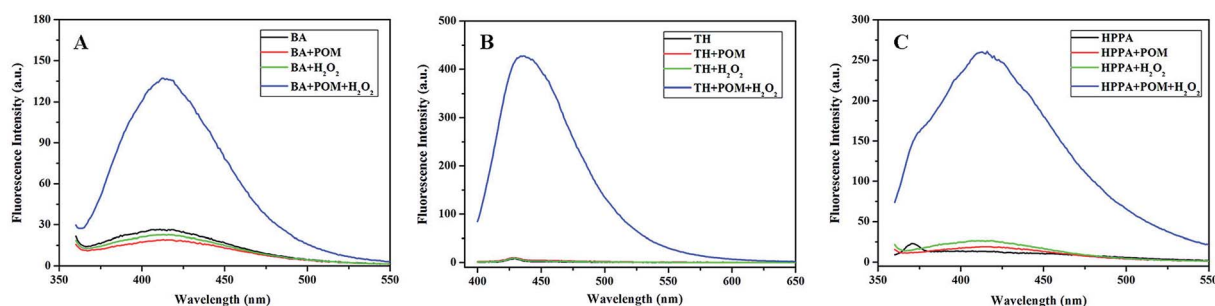 A
BA
BA+POM
BA+H₂O₂
BA+POM+H₂O₂
Fluorescence Intensity (a.u.)
180
150
120
90
60
30
0
350
400
450
500
550
Wavelength (nm)
B
TH
TH+POM
TH+H₂O₂
TH+POM+H₂O₂
Fluorescence Intensity (a.u.)
500
400
300
200
100
0
400
450
500
550
600
650
Wavelength (nm)
C
HPPA
HPPA+POM
HPPA+H₂O₂
HPPA+POM+H₂O₂
Fluorescence Intensity (a.u.)
300
250
200
150
100
50
0
350
400
450
500
550
Wavelength (nm)